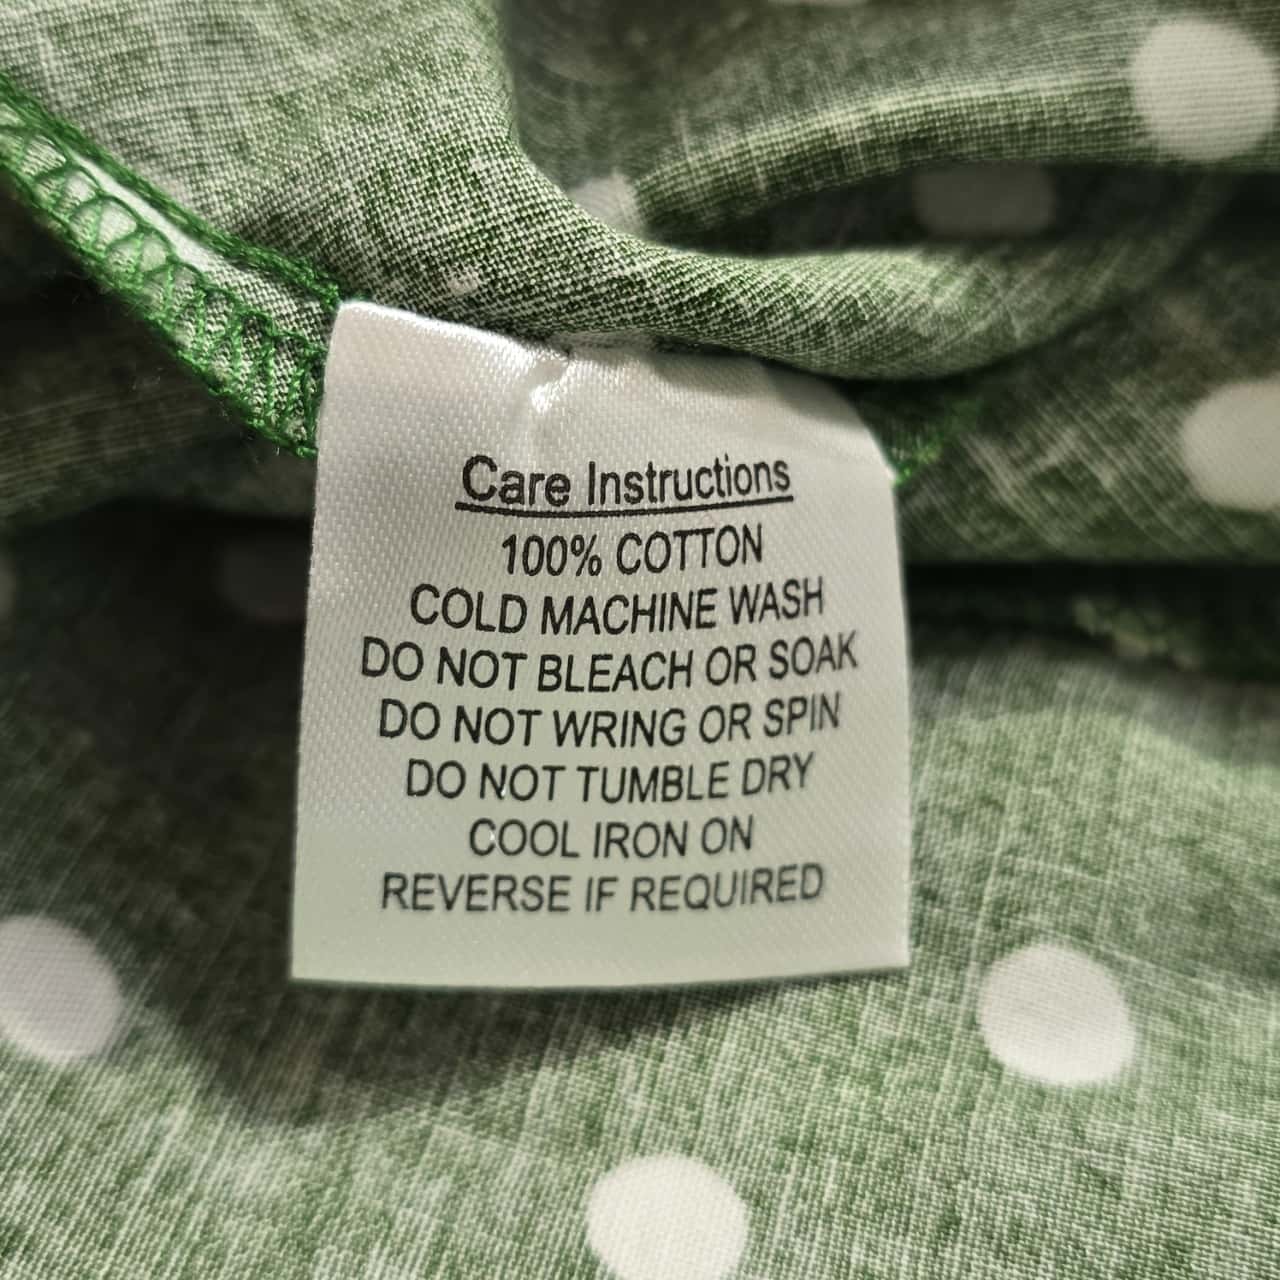 Care Instructions
100% COTTON
COLD MACHINE WASH
DO NOT BLEACH OR SOAK
DO NOT WRING OR SPIN
DO NOT TUMBLE DRY
COOL IRON ON
REVERSE IF REQUIRED